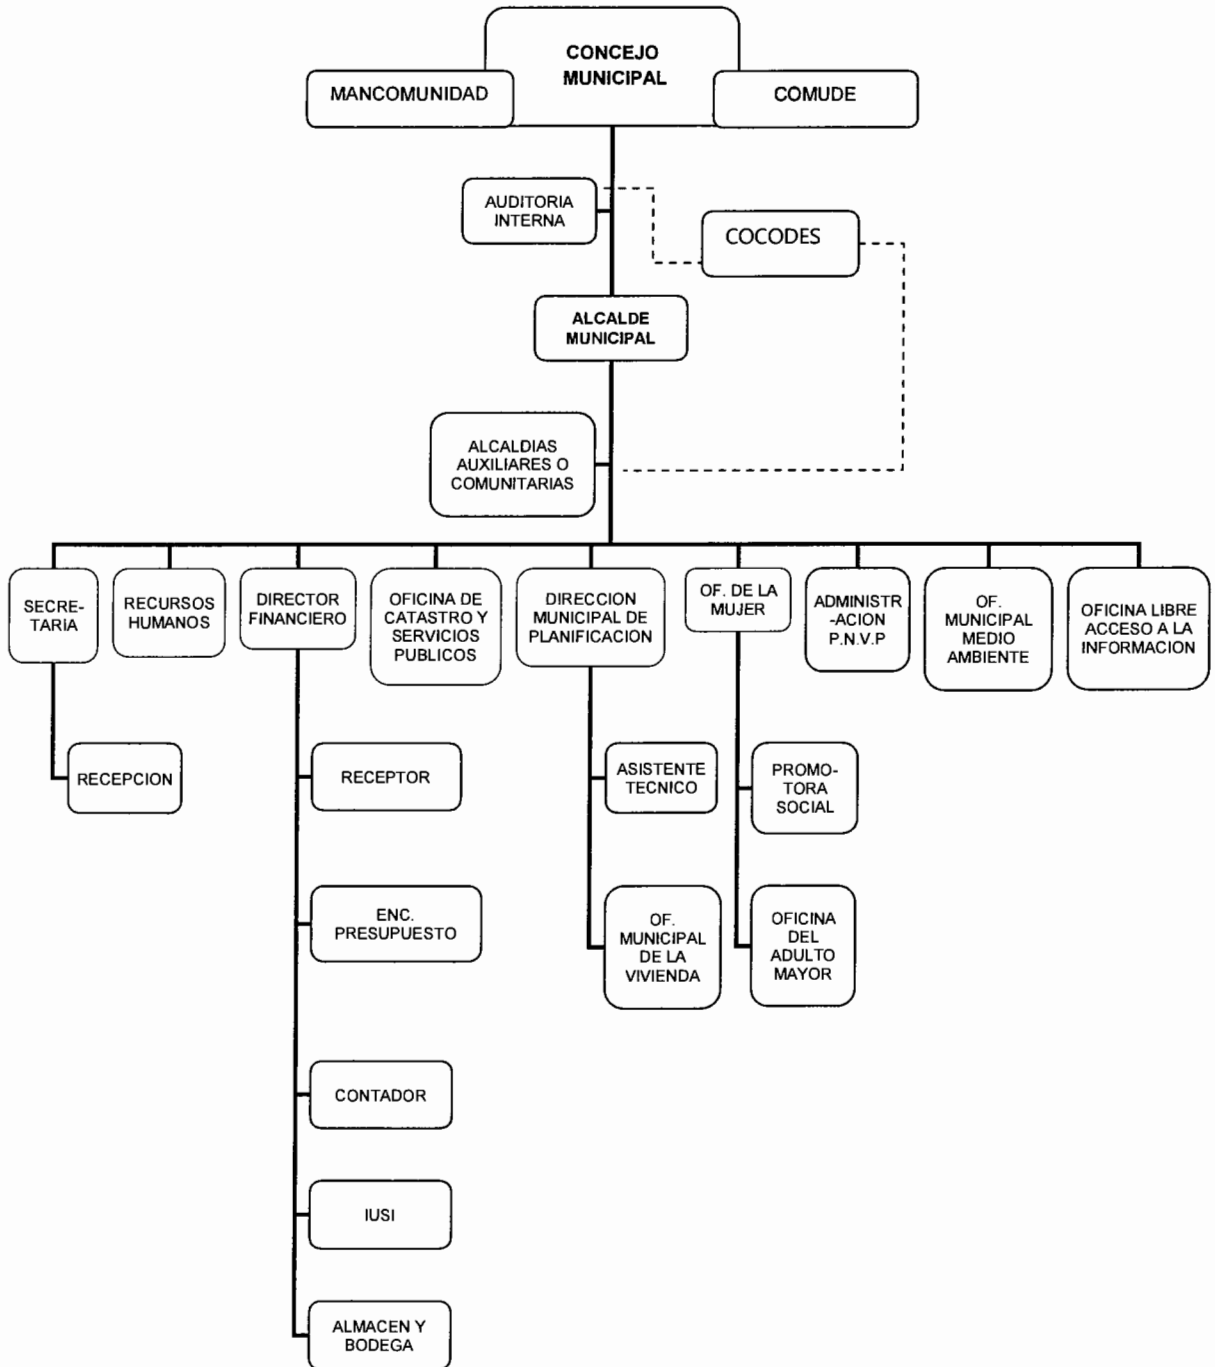 CONCEJO
MUNICIPAL
MANCOMUNIDAD
COMUDE
AUDITORIA
INTERNA
COCODES
ALCALDE
MUNICIPAL
ALCALDIAS
AUXILIARES O
COMUNITARIAS
SECRE-
TARIA
RECURSOS
HUMANOS
DIRECTOR
FINANCIERO
OFICINA DE
CATASTRO Y
SERVICIOS
PUBLICOS
DIRECCION
MUNICIPAL DE
PLANIFICACION
OF. DE LA
MUJER
ADMINISTR
-ACION
P.N.V.P
OF.
MUNICIPAL
MEDIO
AMBIENTE
OFICINA LIBRE
ACCESO A LA
INFORMACION
RECEPCION
RECEPTOR
ASISTENTE
TECNICO
PROMO-
TORA
SOCIAL
ENC.
PRESUPUESTO
OF.
MUNICIPAL
DE LA
VIVIENDA
OFICINA
DEL
ADULTO
MAYOR
CONTADOR
IUSI
ALMACEN Y
BODEGA